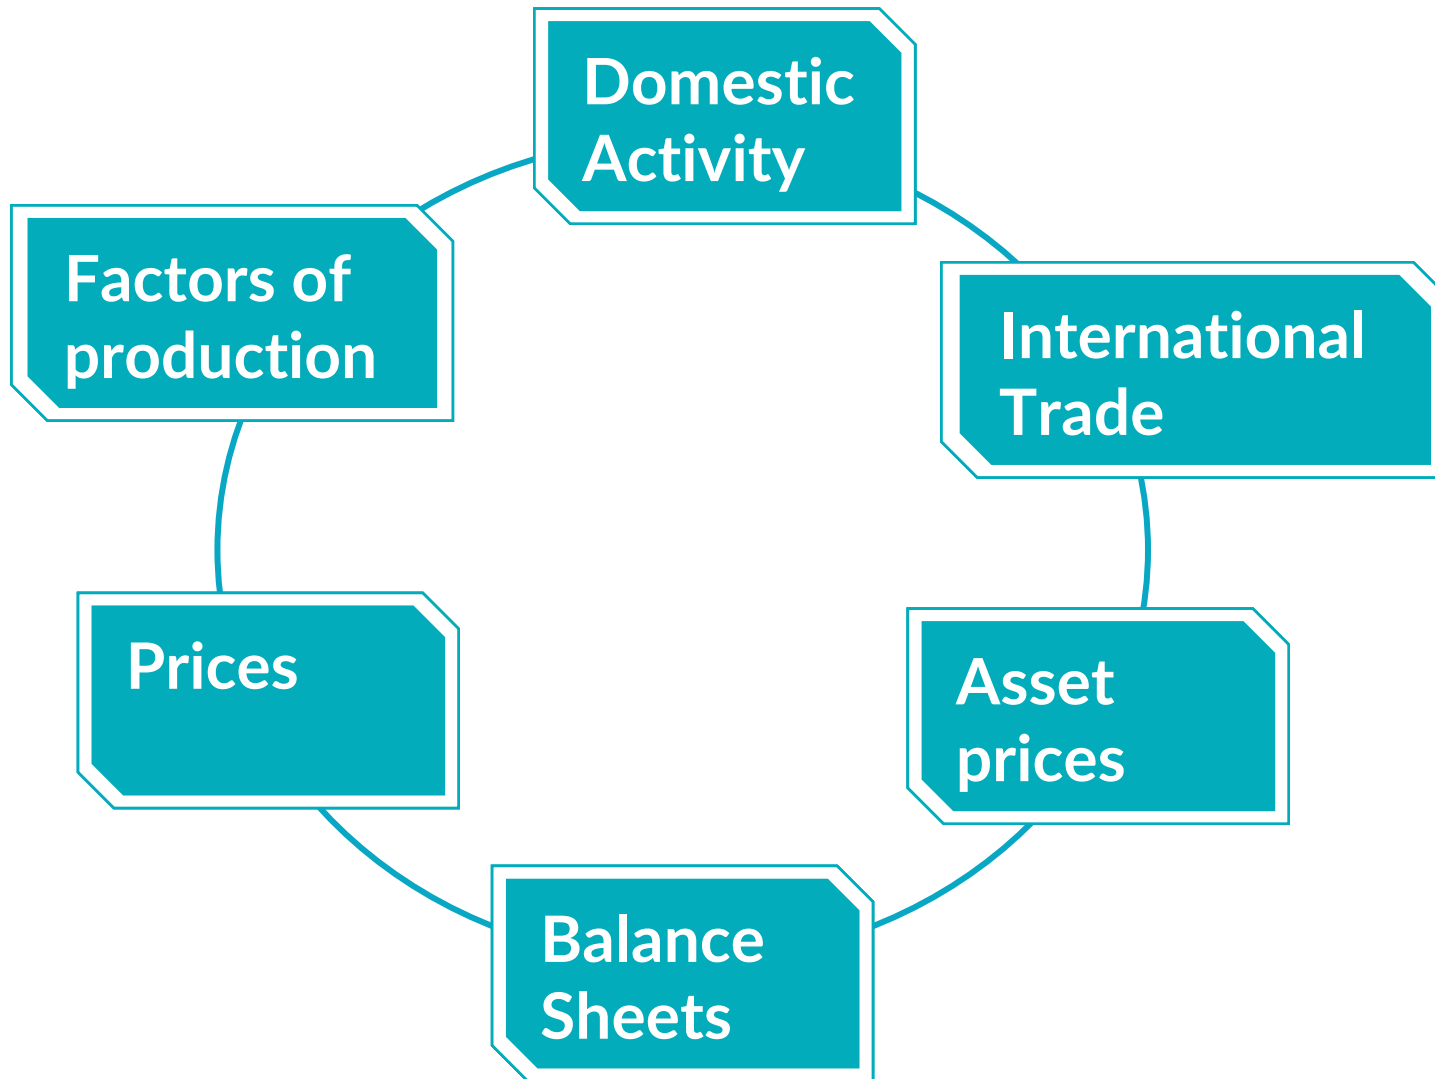 Domestic
Activity
Factors of
production
International
Trade
Prices
Asset
prices
Balance
Sheets